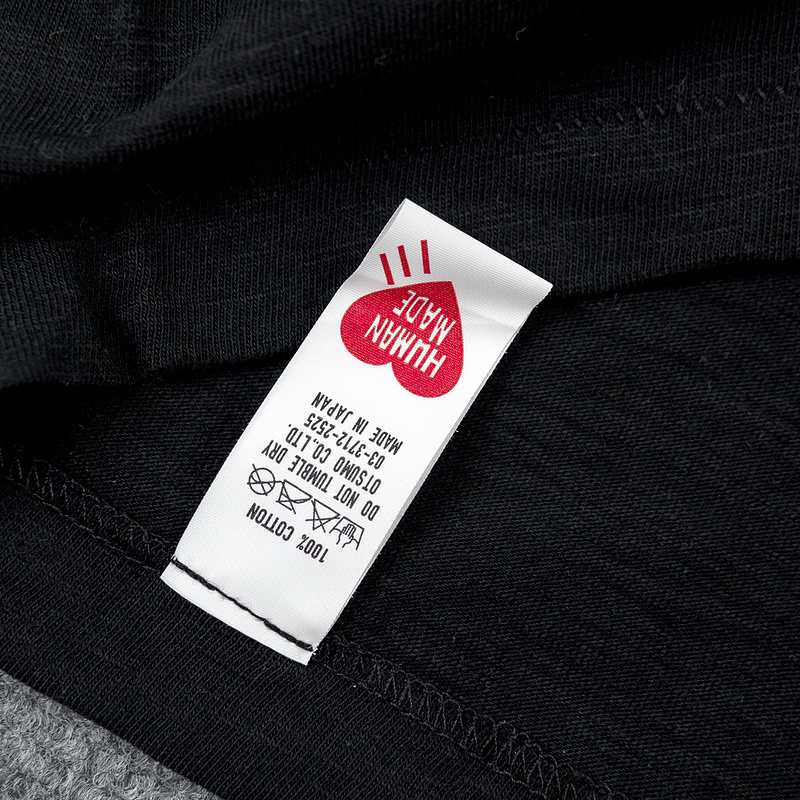 100% COTTON
DO NOT TUMBLE DRY
OTSUMO CO.,LTD.
03-3712-2525
MADE IN JAPAN
HUMAN
MADE